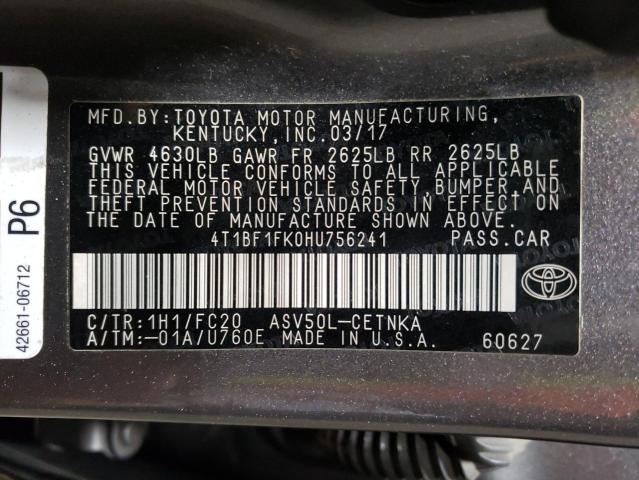 MFD.BY:TOYOTA MOTOR MANUFACTURING,
KENTUCKY,INC.03/17
GVWR 4630LB GAWR FR 2625LB RR 2625LB
THIS VEHICLE CONFORMS TO ALL APPLICABLE
FEDERAL MOTOR VEHICLE SAFETY,BUMPER,AND
THEFT PREVENTION STANDARDS IN EFFECT ON
THE DATE OF MANUFACTURE SHOWN ABOVE.
4T1BF1FK0HU756241 PASS.CAR
C/TR:1H1/FC20 ASV50L-CETNKA
A/TM:-01A/U760E MADE IN U.S.A. 60627
P6
42661-06712